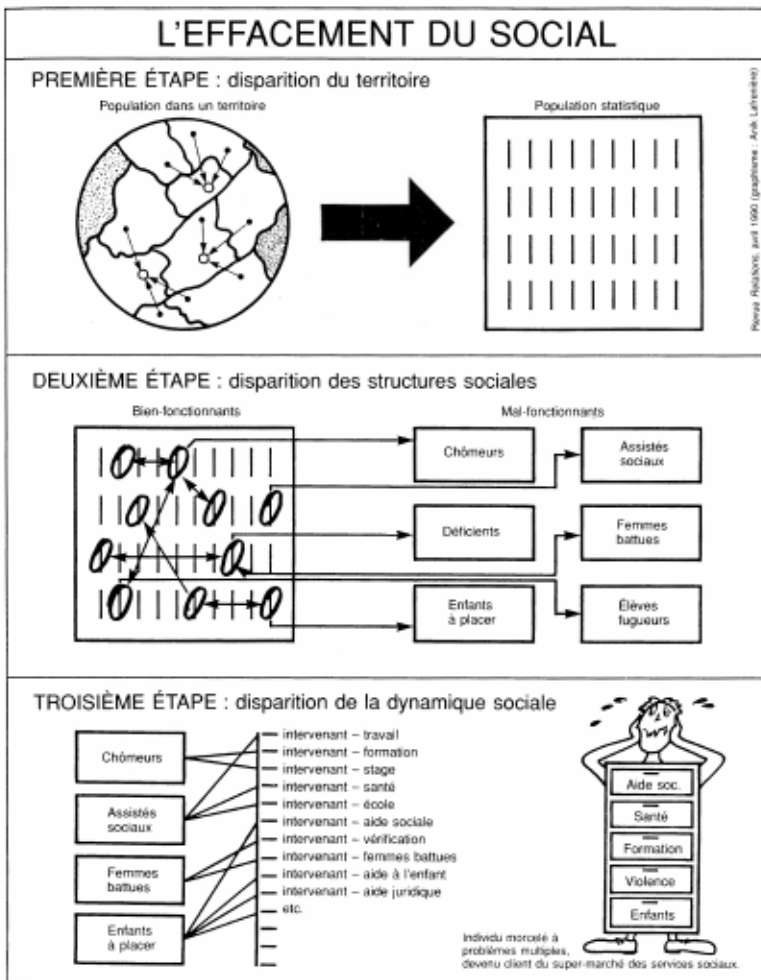 L'EFFACEMENT DU SOCIAL
PREMIÈRE ÉTAPE : disparition du territoire
Population dans un territoire
Population statistique
Revue Relations, avril 1990 (graphisme : Anik Lafrenière)
DEUXIÈME ÉTAPE : disparition des structures sociales
Bien-fonctionnants
Mal-fonctionnants
Chômeurs
Assistés
sociaux
Déficients
Femmes
battues
Enfants
à placer
Élèves
fugueurs
TROISIÈME ÉTAPE : disparition de la dynamique sociale
Chômeurs
Assistés
sociaux
Femmes
battues
Enfants
à placer
intervenant – travail
intervenant – formation
intervenant – stage
intervenant – santé
intervenant – école
intervenant – aide sociale
intervenant – vérification
intervenant – femmes battues
intervenant – aide à l'enfant
intervenant – aide juridique
etc.
Aide soc.
Santé
Formation
Violence
Enfants
Individu morcelé à
problèmes multiples,
devenu client du super-marché des services sociaux.